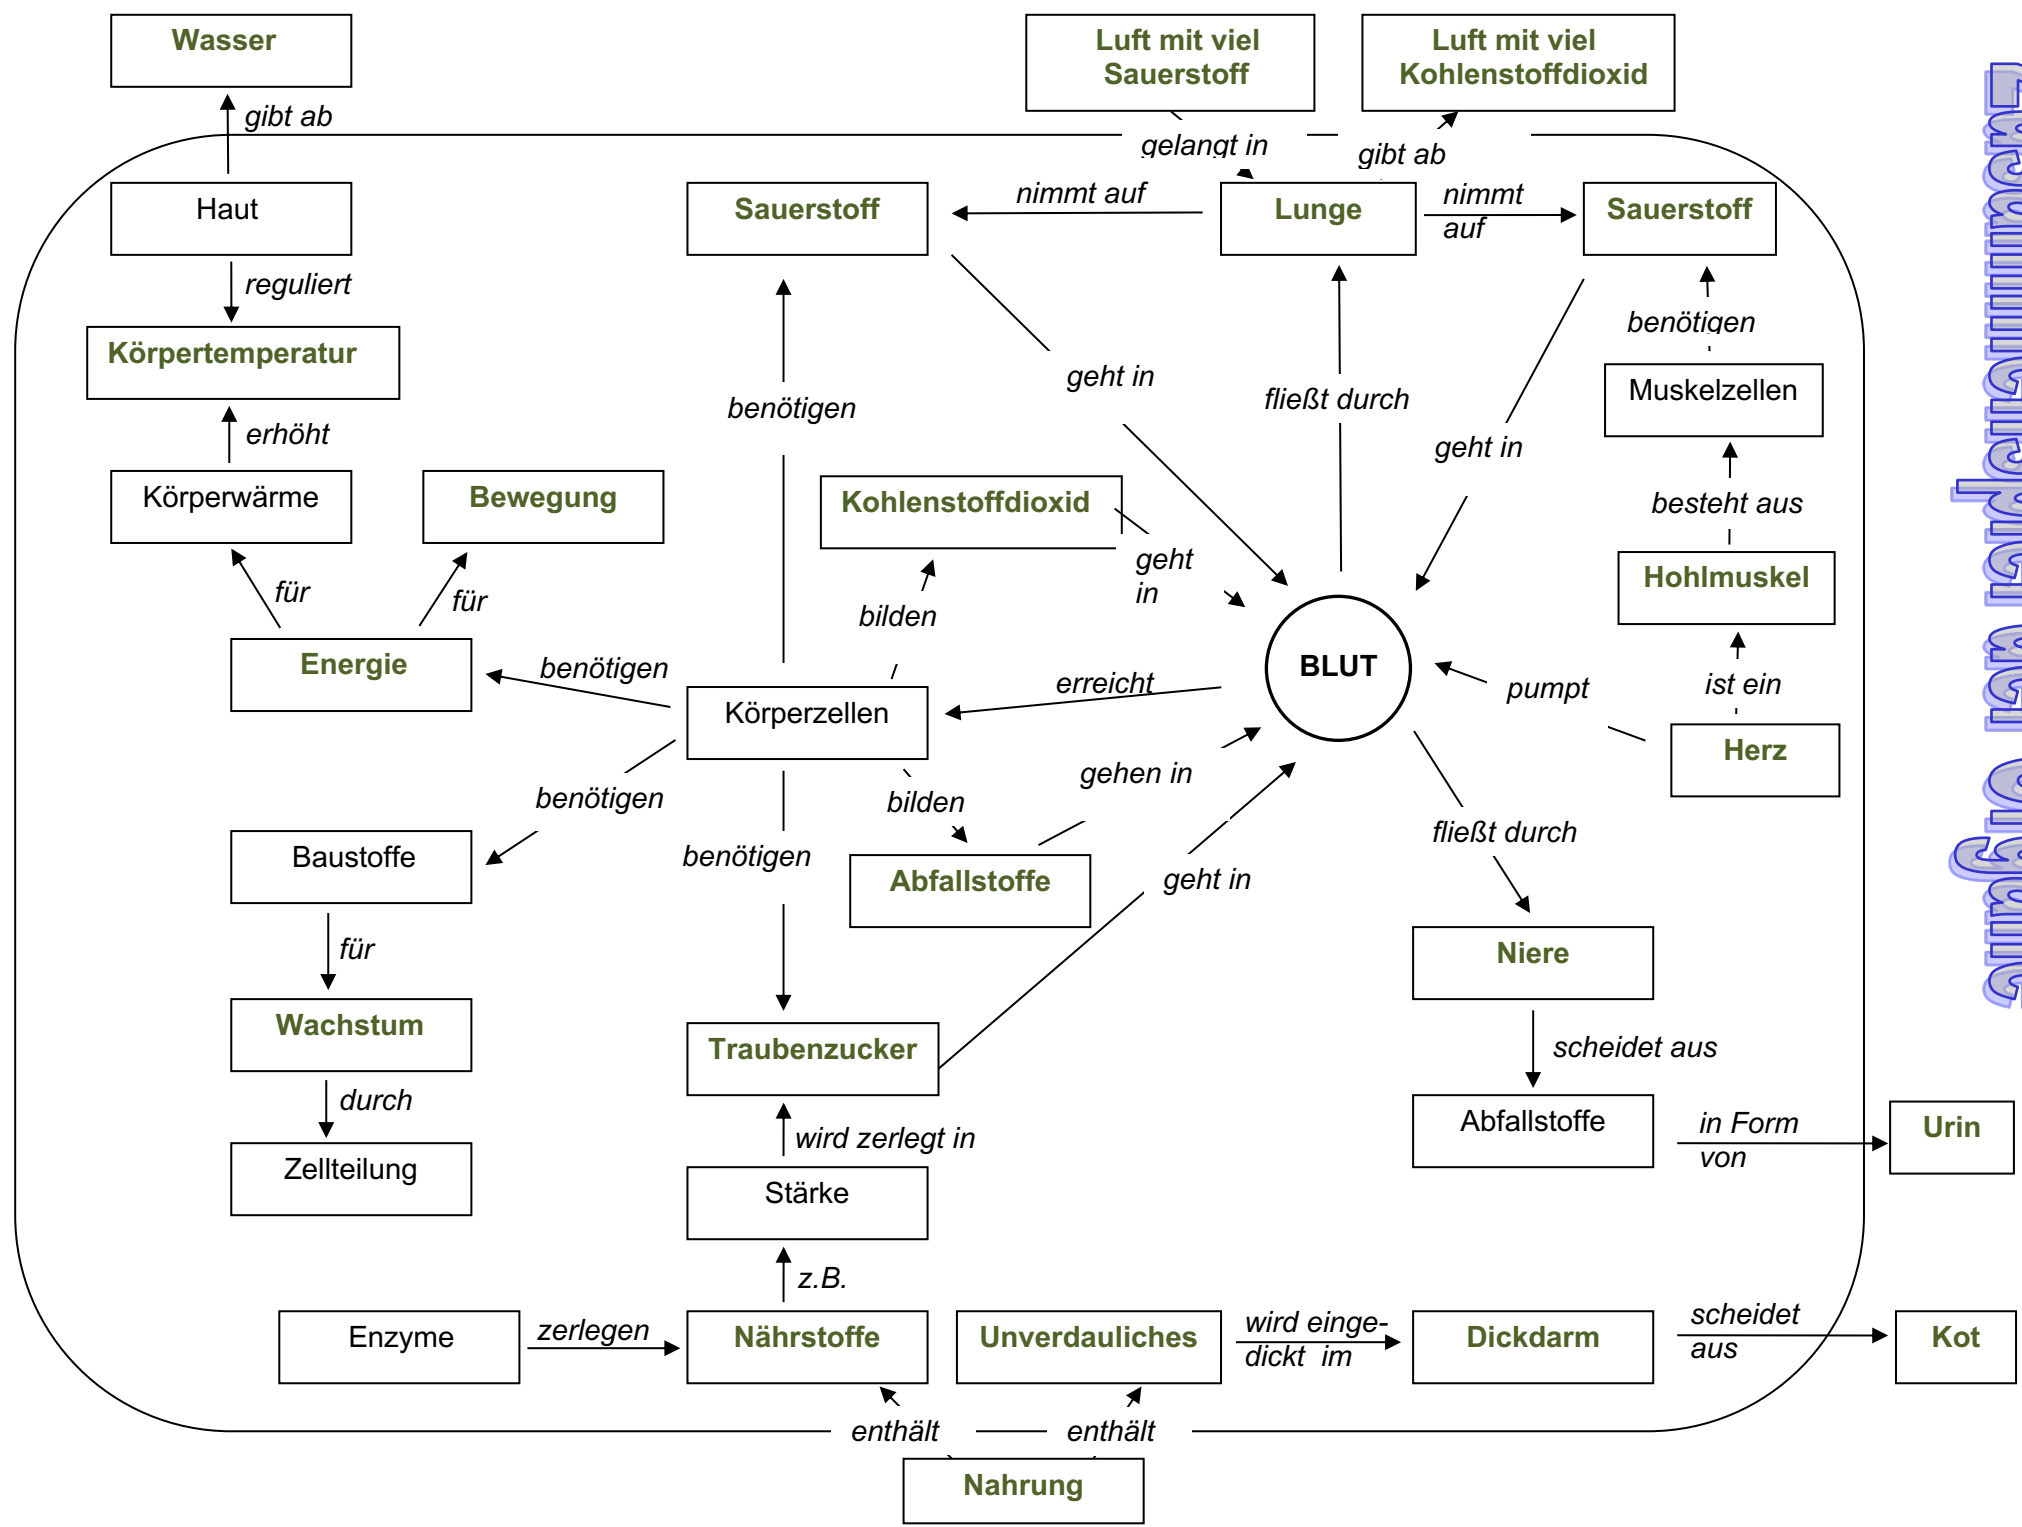 Wasser
Luft mit viel
Sauerstoff
Luft mit viel
Kohlenstoffdioxid
gibt ab
gelangt in
gibt ab
Haut
Sauerstoff
nimmt auf
Lunge
nimmt
auf
Sauerstoff
reguliert
benötigen
Körpertemperatur
geht in
fließt durch
Muskelzellen
benötigen
erhöht
geht in
Körperwärme
Bewegung
Kohlenstoffdioxid
besteht aus
geht
in
Hohlmuskel
für
für
bilden
Energie
benötigen
BLUT
erreicht
pumpt
ist ein
Körperzellen
Herz
benötigen
bilden
gehen in
fließt durch
Baustoffe
benötigen
Abfallstoffe
geht in
für
Niere
Wachstum
Traubenzucker
scheidet aus
durch
wird zerlegt in
Abfallstoffe
in Form
von
Urin
Zellteilung
Stärke
z.B.
Enzyme
zerlegen
Nährstoffe
Unverdauliches
wird einge-
dickt im
Dickdarm
scheidet
aus
Kot
enthält
enthält
Nahrung
Zusammenspiel der Organe